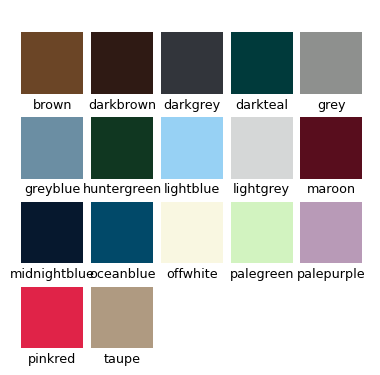 brown darkbrown darkgrey darkteal grey
greyblue huntergreen lightblue lightgrey maroon
midnightblue oceanblue offwhite palegreen palepurple
pinkred taupe